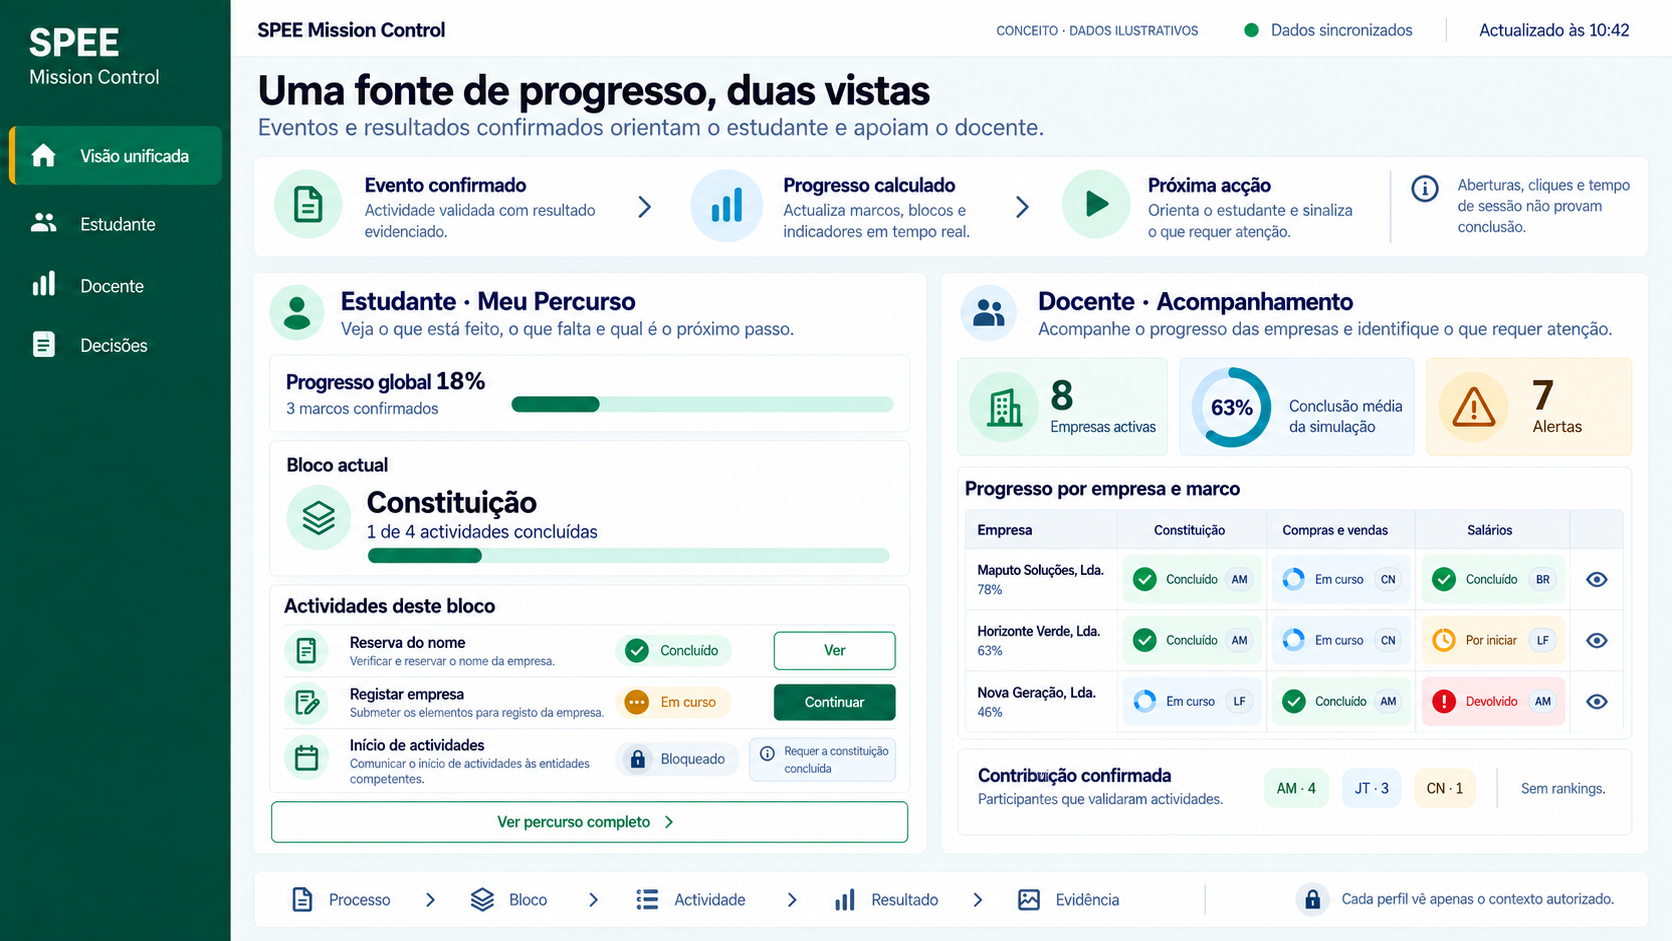 SPEE
Mission Control
Visão unificada
Estudante
Docente
Decisões
SPEE Mission Control
CONCEITO · DADOS ILUSTRATIVOS
Dados sincronizados
Actualizado às 10:42
Uma fonte de progresso, duas vistas
Eventos e resultados confirmados orientam o estudante e apoiam o docente.
Evento confirmado
Actividade validada com resultado
evidenciado.
Progresso calculado
Actualiza marcos, blocos e
indicadores em tempo real.
Próxima acção
Orienta o estudante e sinaliza
o que requer atenção.
Aberturas, cliques e tempo
de sessão não provam
conclusão.
Estudante · Meu Percurso
Veja o que está feito, o que falta e qual é o próximo passo.
Progresso global 18%
3 marcos confirmados
Bloco actual
Constituição
1 de 4 actividades concluídas
Actividades deste bloco
Reserva do nome
Verificar e reservar o nome da empresa.
Concluído
Ver
Registar empresa
Submeter os elementos para registo da empresa.
Em curso
Continuar
Início de actividades
Comunicar o início de actividades às entidades
competentes.
Bloqueado
Requer a constituição
concluída
Ver percurso completo
Docente · Acompanhamento
Acompanhe o progresso das empresas e identifique o que requer atenção.
8
Empresas activas
63%
Conclusão média
da simulação
7
Alertas
Progresso por empresa e marco
Empresa Constituição Compras e vendas Salários
Maputo Soluções, Lda.
78%
Concluído AM Em curso CN Concluído BR
Horizonte Verde, Lda.
63%
Concluído AM Em curso CN Por iniciar LF
Nova Geração, Lda.
46%
Em curso LF Concluído AM Devolvido AM
Contribuição confirmada
Participantes que validaram actividades.
AM · 4
JT · 3
CN · 1
Sem rankings.
Processo
Bloco
Actividade
Resultado
Evidência
Cada perfil vê apenas o contexto autorizado.